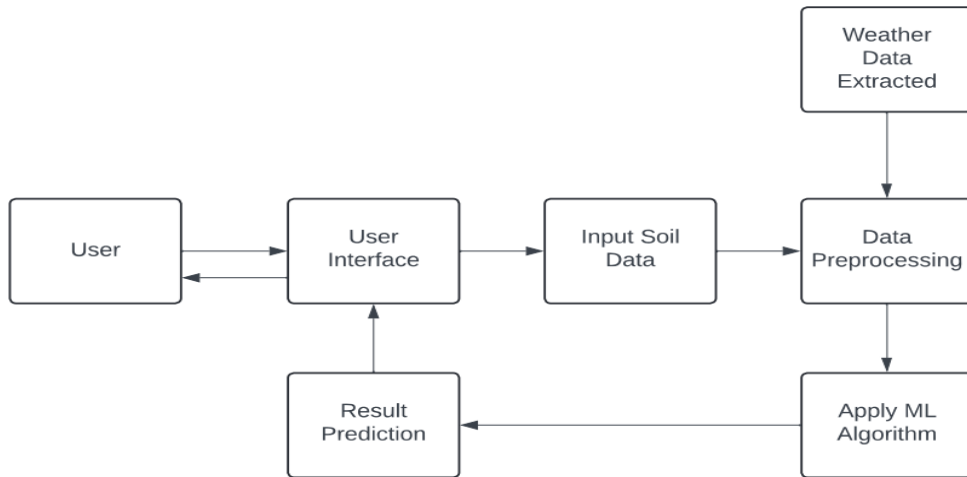 Weather
Data
Extracted
User
User
Interface
Input Soil
Data
Data
Preprocessing
Result
Prediction
Apply ML
Algorithm